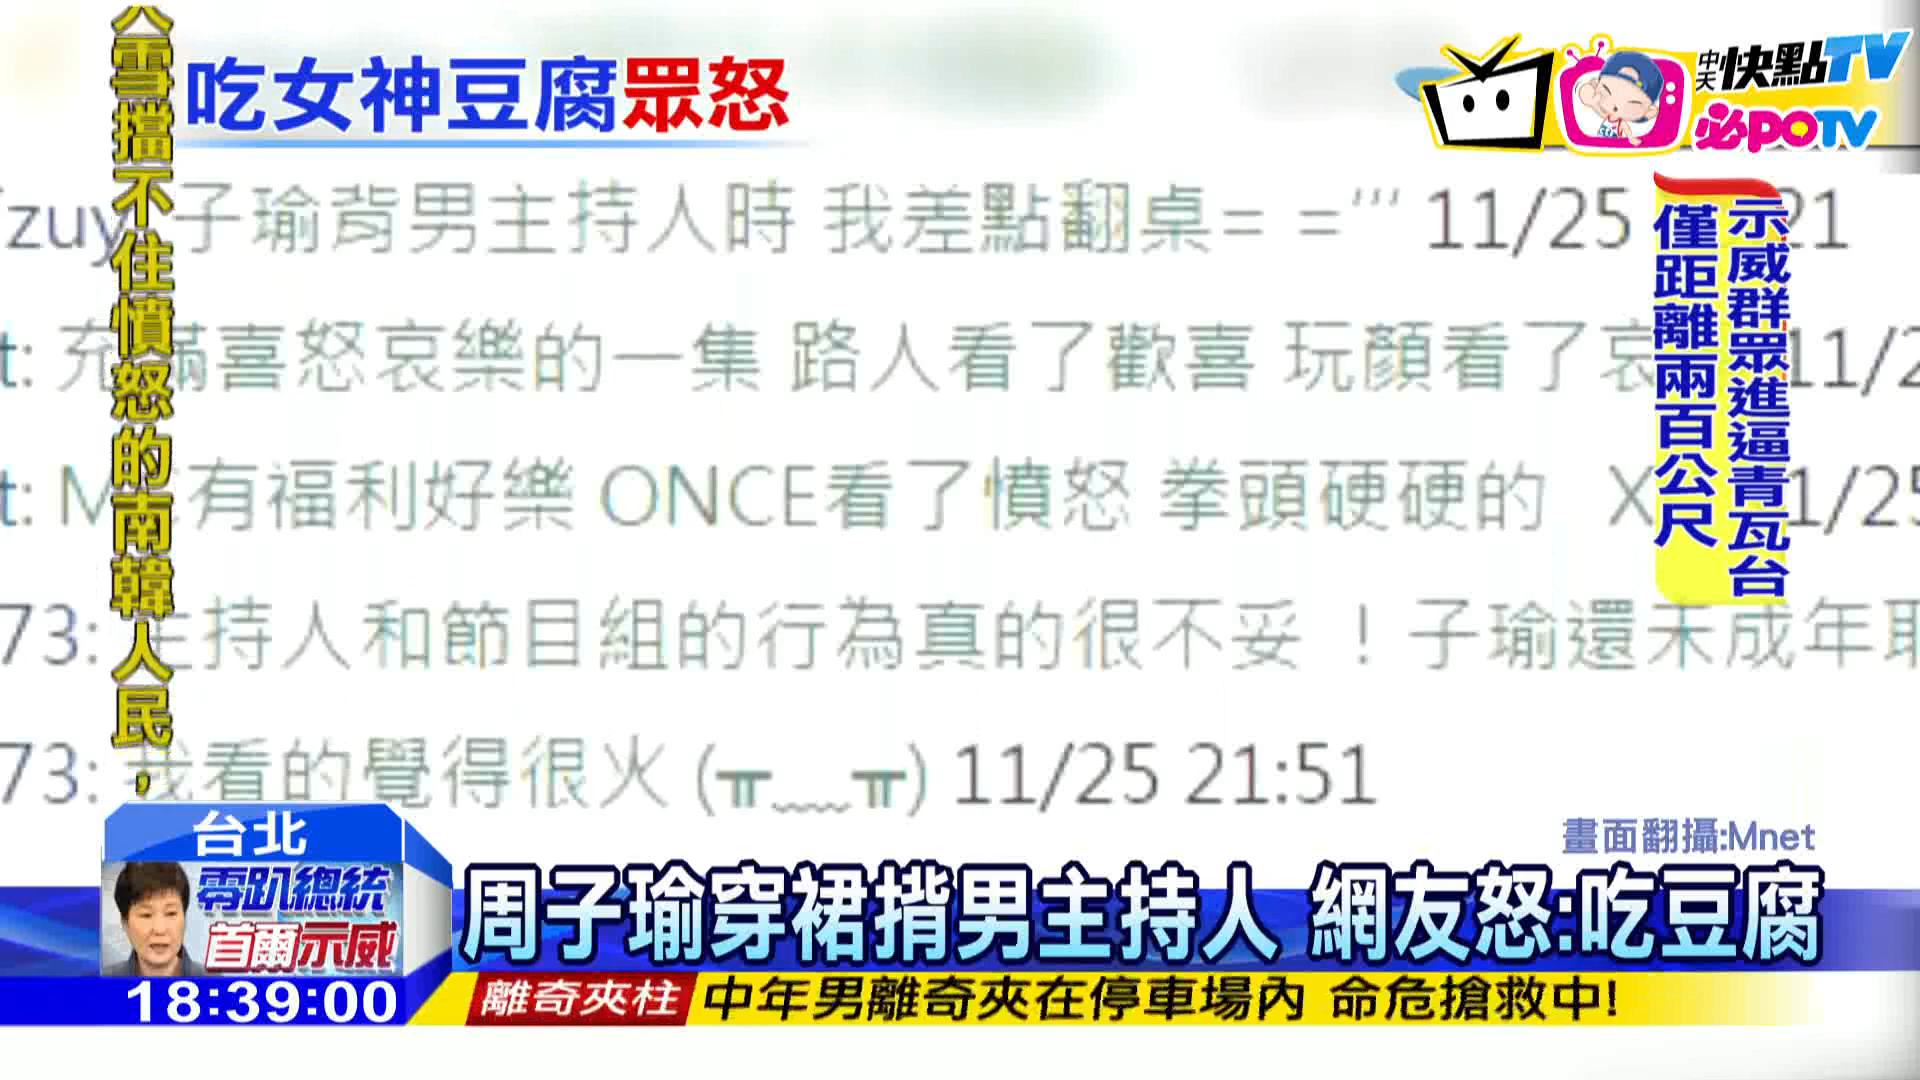 吃女神豆腐眾怒
中天快點TV
必POTV
雪擋不住憤怒的南韓人民，
示威群眾進逼青瓦台
僅距離兩百公尺
zuy 子瑜背男主持人時 我差點翻桌= =''' 11/25 21
t: 充滿喜怒哀樂的一集 路人看了歡喜 玩顏看了哀 11/2
t: M 有福利好樂 ONCE看了憤怒 拳頭硬硬的 X 1/25
73: 主持人和節目組的行為真的很不妥 ！子瑜還未成年耶
73: 我看的覺得很火 (╥﹏╥) 11/25 21:51
畫面翻攝:Mnet
台北
零趴總統
首爾示威
周子瑜穿裙揹男主持人 網友怒:吃豆腐
18:39:00
離奇夾柱 中年男離奇夾在停車場內 命危搶救中!